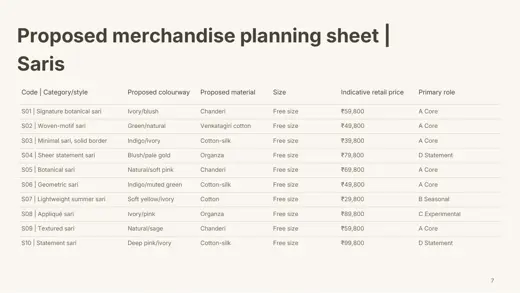 Proposed merchandise planning sheet |
Saris
Code | Category/style Proposed colourway Proposed material Size Indicative retail price Primary role
S01 | Signature botanical sari Ivory/blush Chanderi Free size ₹59,800 A Core
S02 | Woven-motif sari Green/natural Venkatagiri cotton Free size ₹49,800 A Core
S03 | Minimal sari, solid border Indigo/ivory Cotton-silk Free size ₹39,800 A Core
S04 | Sheer statement sari Blush/pale gold Organza Free size ₹79,800 D Statement
S05 | Botanical sari Natural/soft pink Chanderi Free size ₹69,800 A Core
S06 | Geometric sari Indigo/muted green Cotton-silk Free size ₹49,800 A Core
S07 | Lightweight summer sari Soft yellow/ivory Cotton Free size ₹29,800 B Seasonal
S08 | Appliqué sari Ivory/pink Organza Free size ₹89,800 C Experimental
S09 | Textured sari Natural/sage Chanderi Free size ₹59,800 A Core
S10 | Statement sari Deep pink/ivory Cotton-silk Free size ₹99,800 D Statement
7